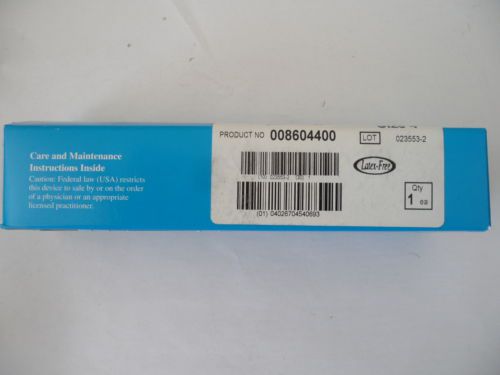 PRODUCT NO 008604400
LOT 023553-2
Care and Maintenance
Instructions Inside
Caution: Federal law (USA) restricts
this device to sale by or on the order
of a physician or an appropriate
licensed practitioner.
Latex-Free
Qty
1 ea
(01) 04026704540693